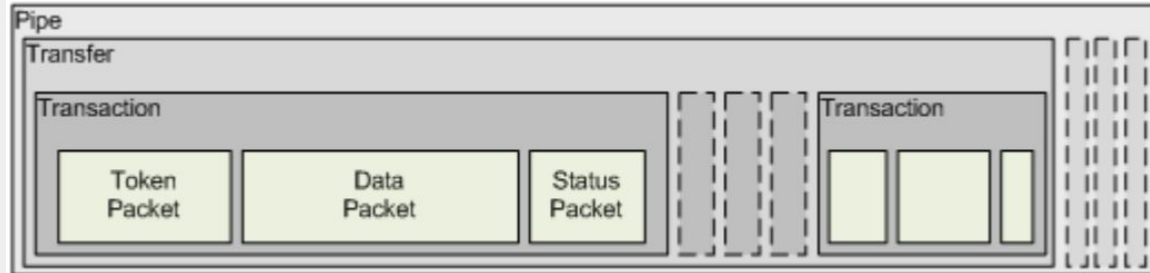 Pipe
Transfer
Transaction
Transaction
Token
Packet
Data
Packet
Status
Packet